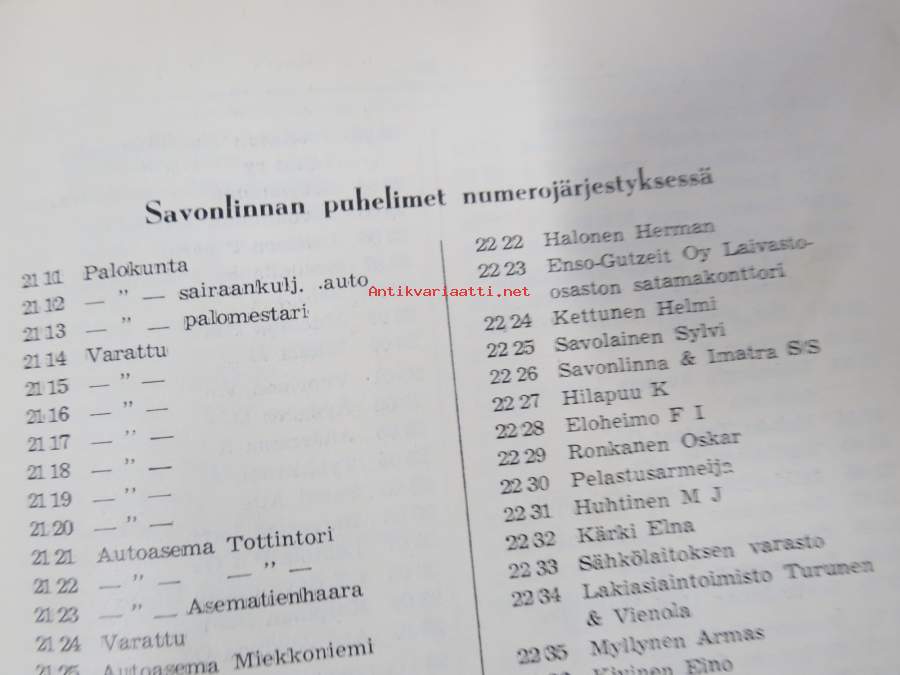 Savonlinnan puhelimet numerojärjestyksessä
21 11 Palokunta
21 12 — ” — sairaankulj. auto
21 13 — ” — palomestari
21 14 Varattu
21 15 — ” —
21 16 — ” —
21 17 — ” —
21 18 — ” —
21 19 — ” —
21 20 — ” —
21 21 Autoasema Tottintori
21 22 — ” — — ” —
21 23 — ” — Asematienhaara
21 24 Varattu
21 25 Autoasema Miekkoniemi
22 22 Halonen Herman
22 23 Enso-Gutzeit Oy Laivasto-
osaston satamakonttori
22 24 Kettunen Helmi
22 25 Savolainen Sylvi
22 26 Savonlinna & Imatra S/S
22 27 Hilapuu K
22 28 Eloheimo F I
22 29 Ronkanen Oskar
22 30 Pelastusarmeija
22 31 Huhtinen M J
22 32 Kärki Elna
22 33 Sähkölaitoksen varasto
22 34 Lakiasiaintoimisto Turunen
& Vienola
22 35 Myllynen Armas
Kivinen Eino
Antikvariaatti.net